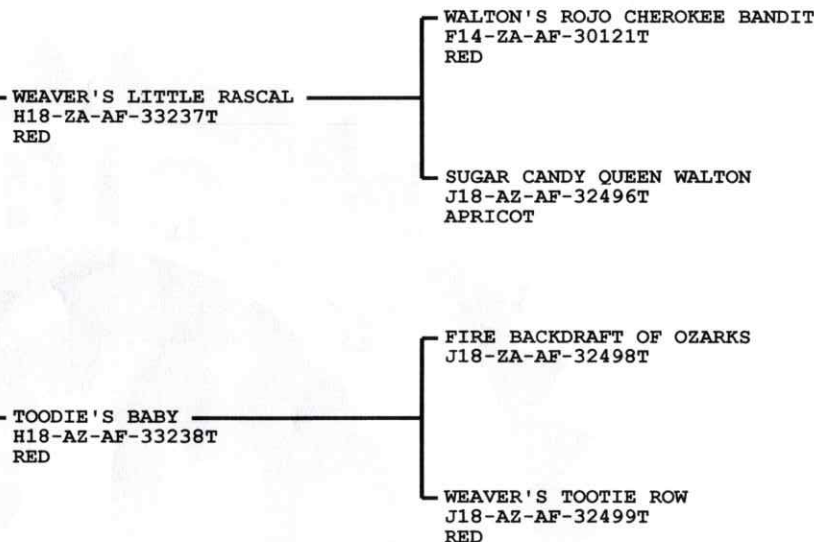 WALTON'S ROJO CHEROKEE BANDIT
F14-ZA-AF-30121T
RED
WEAVER'S LITTLE RASCAL
H18-ZA-AF-33237T
RED
SUGAR CANDY QUEEN WALTON
J18-AZ-AF-32496T
APRICOT
FIRE BACKDRAFT OF OZARKS
J18-ZA-AF-32498T
TOODIE'S BABY
H18-AZ-AF-33238T
RED
WEAVER'S TOOTIE ROW
J18-AZ-AF-32499T
RED